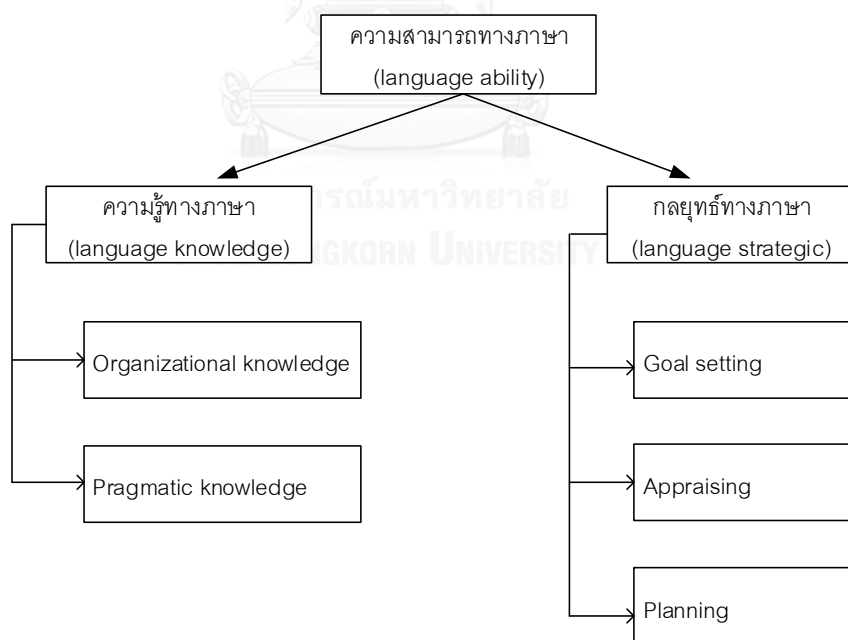 ความสามารถทางภาษา
(language ability)
ความรู้ทางภาษา
(language knowledge)
Organizational knowledge
Pragmatic knowledge
กลยุทธ์ทางภาษา
(language strategic)
Goal setting
Appraising
Planning